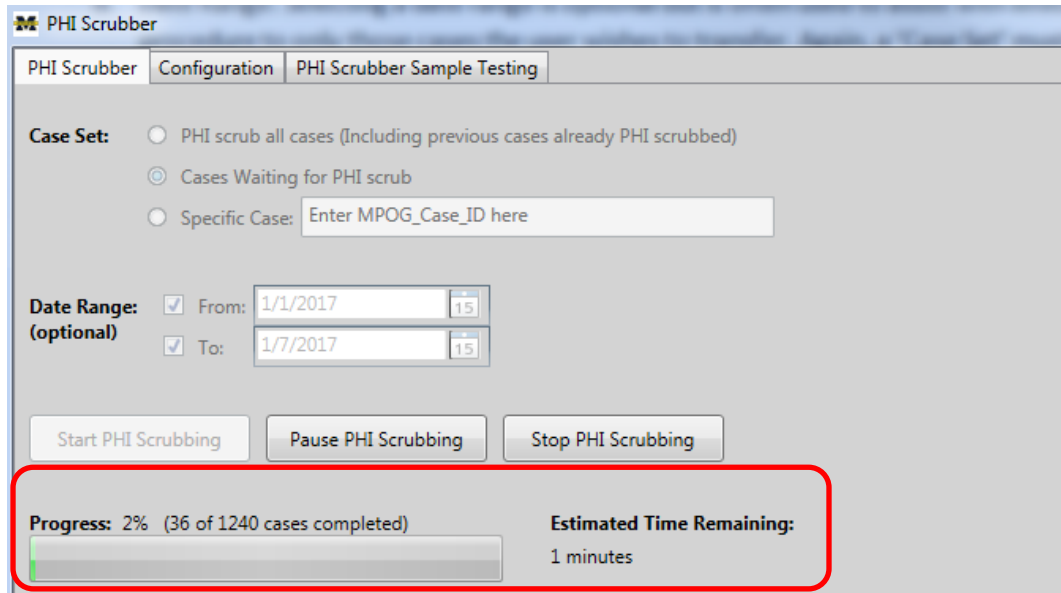 PHI Scrubber
PHI Scrubber Configuration PHI Scrubber Sample Testing
Case Set: PHI scrub all cases (Including previous cases already PHI scrubbed)
Cases Waiting for PHI scrub
Specific Case: Enter MPOG_Case_ID here
Date Range: From: 1/1/2017 15
(optional) To: 1/7/2017 15
Start PHI Scrubbing Pause PHI Scrubbing Stop PHI Scrubbing
Progress: 2% (36 of 1240 cases completed) Estimated Time Remaining:
1 minutes